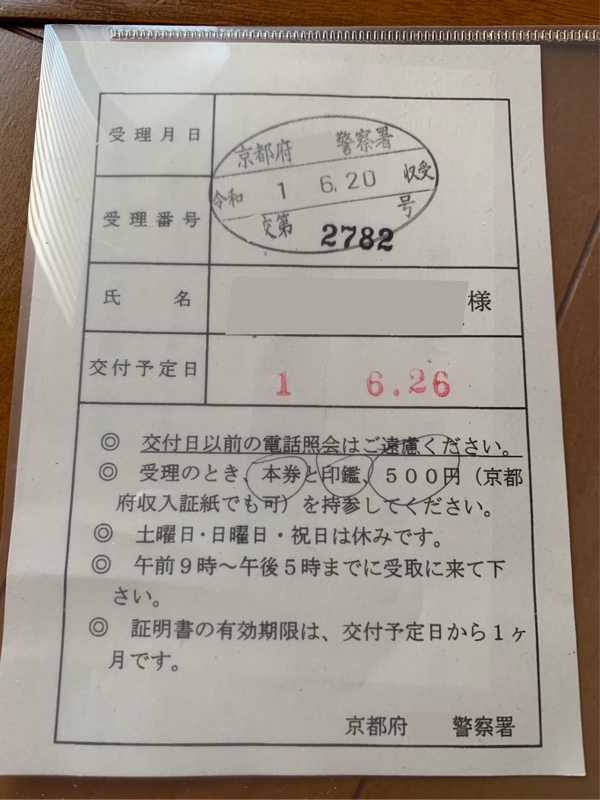 受理月日
京都府 警察署
令和 1 6.20 収受
交第 2782 号
受理番号
氏 名
様
交付予定日
1 6.26
◎ 交付日以前の電話照会はご遠慮ください。
◎ 受理のとき、本券と印鑑、500円(京都
府収入証紙でも可)を持参してください。
◎ 土曜日・日曜日・祝日は休みです。
◎ 午前9時~午後5時までに受取に来て下
さい。
◎ 証明書の有効期限は、交付予定日から1ヶ
月です。
京都府 警察署